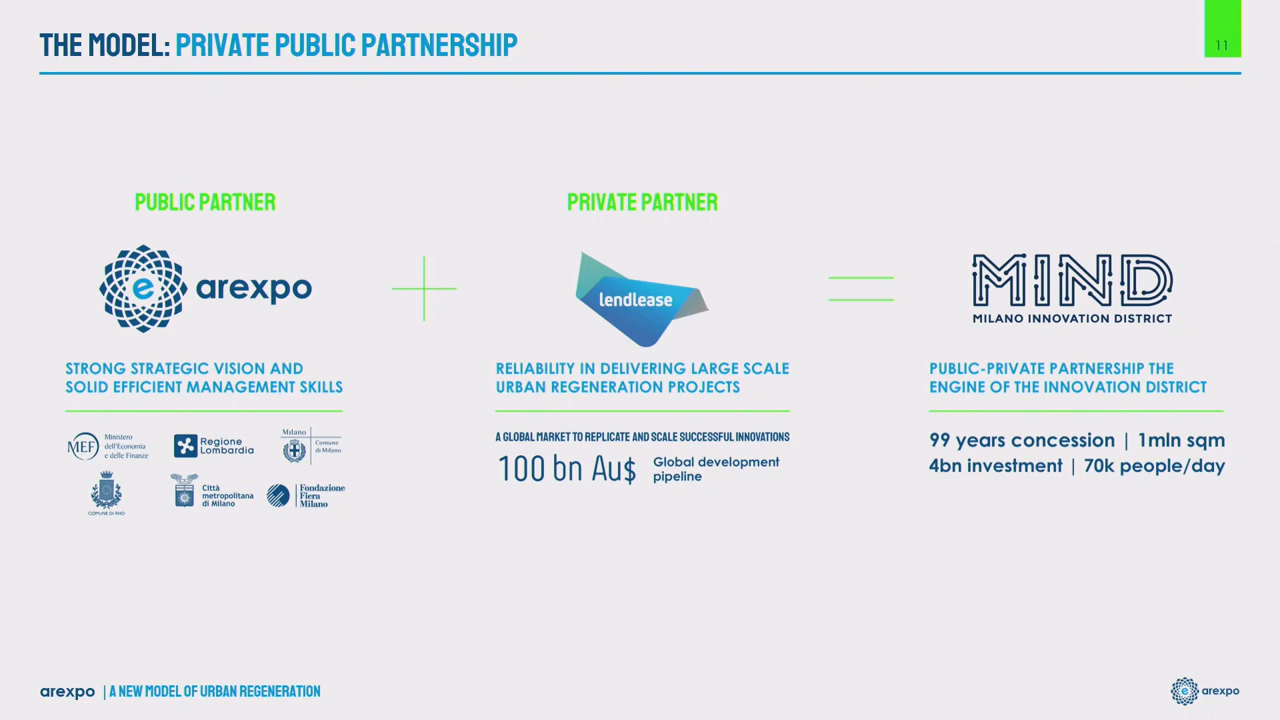 THE MODEL: PRIVATE PUBLIC PARTNERSHIP
11
PUBLIC PARTNER
e arexpo
STRONG STRATEGIC VISION AND
SOLID EFFICIENT MANAGEMENT SKILLS
MEF
Ministero
dell'Economia
e delle Finanze
Regione
Lombardia
Milano
Comune
di Milano
COMUNE DI RHO
Città
metropolitana
di Milano
Fondazione
Fiera
Milano
PRIVATE PARTNER
lendlease
RELIABILITY IN DELIVERING LARGE SCALE
URBAN REGENERATION PROJECTS
A GLOBAL MARKET TO REPLICATE AND SCALE SUCCESSFUL INNOVATIONS
100 bn Au$
Global development
pipeline
MIND
MILANO INNOVATION DISTRICT
PUBLIC-PRIVATE PARTNERSHIP THE
ENGINE OF THE INNOVATION DISTRICT
99 years concession | 1mln sqm
4bn investment | 70k people/day
arexpo | A NEW MODEL OF URBAN REGENERATION
e arexpo